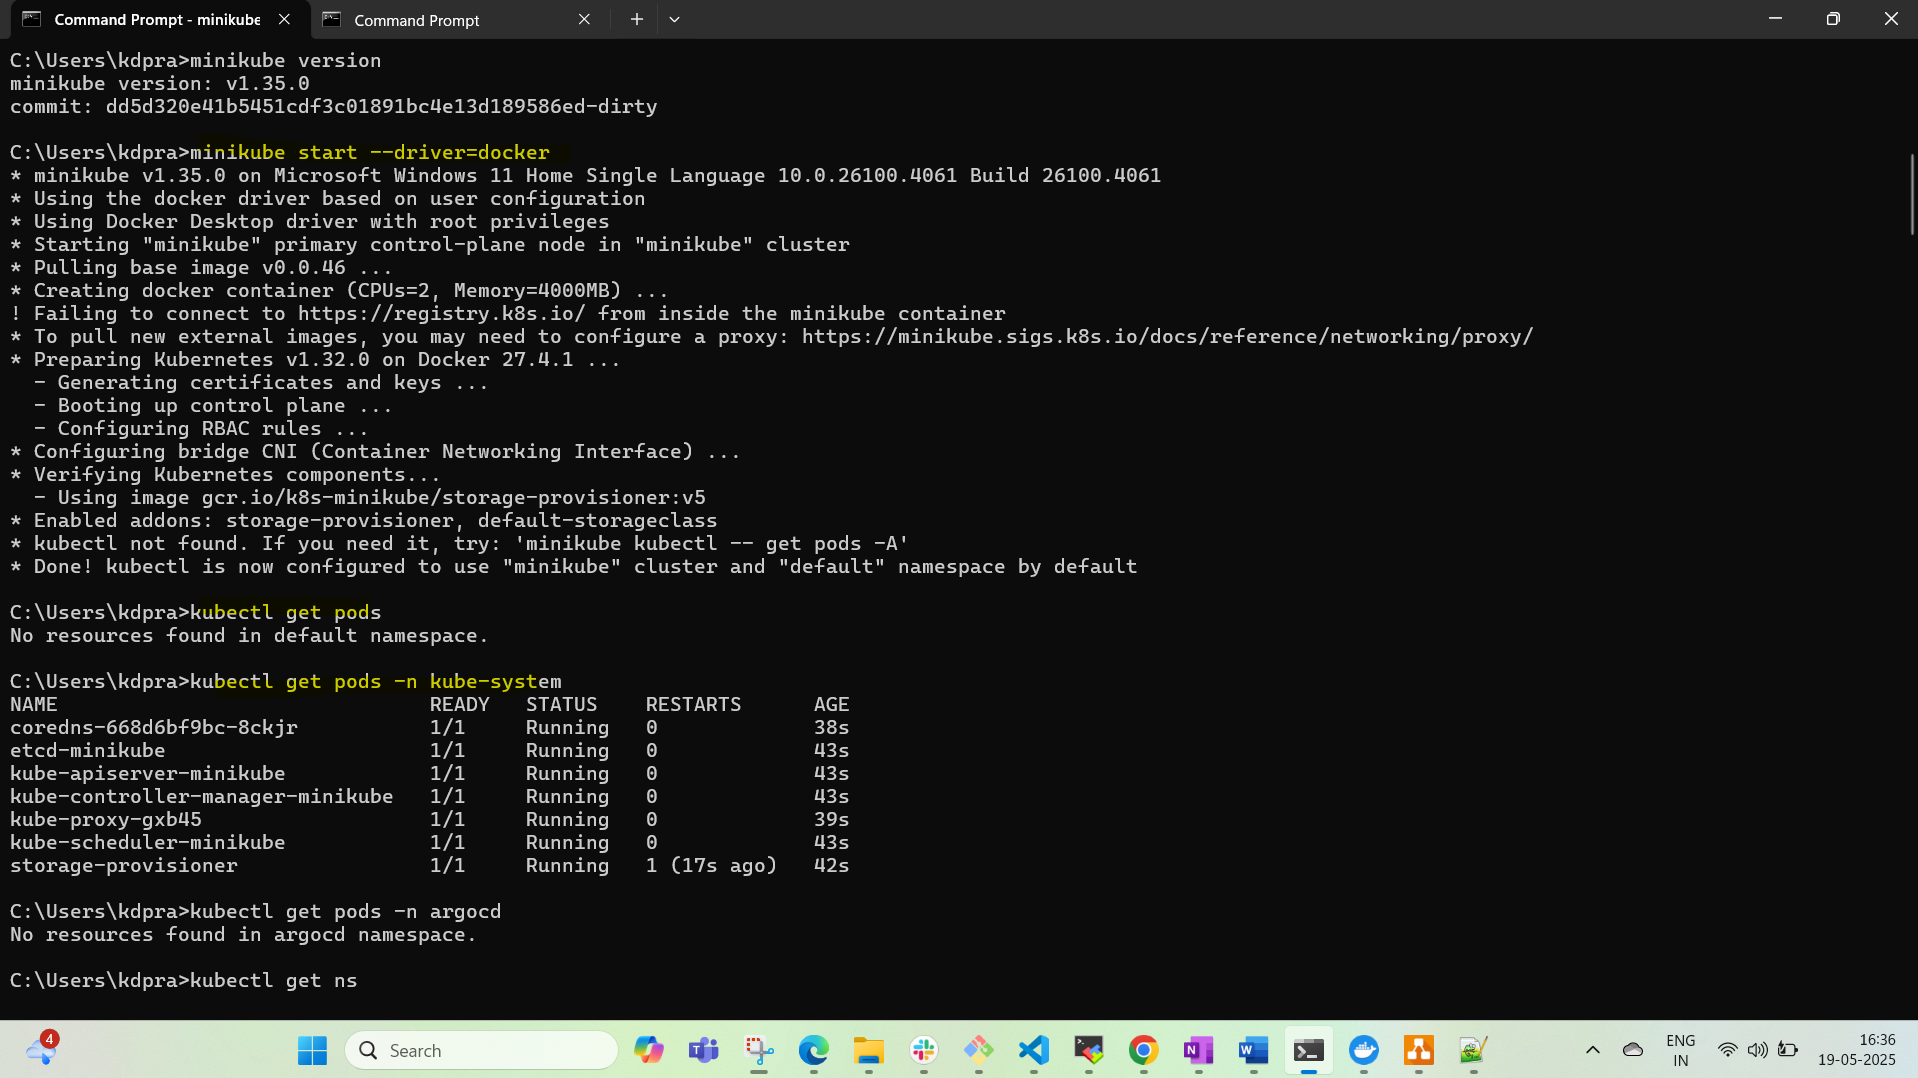 Command Prompt - minikube
Command Prompt
C:\Users\kdpra>minikube version
minikube version: v1.35.0
commit: dd5d320e41b5451cdf3c01891bc4e13d189586ed-dirty
C:\Users\kdpra>minikube start --driver=docker
* minikube v1.35.0 on Microsoft Windows 11 Home Single Language 10.0.26100.4061 Build 26100.4061
* Using the docker driver based on user configuration
* Using Docker Desktop driver with root privileges
* Starting "minikube" primary control-plane node in "minikube" cluster
* Pulling base image v0.0.46 ...
* Creating docker container (CPUs=2, Memory=4000MB) ...
! Failing to connect to https://registry.k8s.io/ from inside the minikube container
* To pull new external images, you may need to configure a proxy: https://minikube.sigs.k8s.io/docs/reference/networking/proxy/
* Preparing Kubernetes v1.32.0 on Docker 27.4.1 ...
  - Generating certificates and keys ...
  - Booting up control plane ...
  - Configuring RBAC rules ...
* Configuring bridge CNI (Container Networking Interface) ...
* Verifying Kubernetes components...
  - Using image gcr.io/k8s-minikube/storage-provisioner:v5
* Enabled addons: storage-provisioner, default-storageclass
* kubectl not found. If you need it, try: 'minikube kubectl -- get pods -A'
* Done! kubectl is now configured to use "minikube" cluster and "default" namespace by default
C:\Users\kdpra>kubectl get pods
No resources found in default namespace.
C:\Users\kdpra>kubectl get pods -n kube-system
NAME                               READY   STATUS    RESTARTS      AGE
coredns-668d6bf9bc-8ckjr           1/1     Running   0             38s
etcd-minikube                      1/1     Running   0             43s
kube-apiserver-minikube            1/1     Running   0             43s
kube-controller-manager-minikube   1/1     Running   0             43s
kube-proxy-gxb45                   1/1     Running   0             39s
kube-scheduler-minikube            1/1     Running   0             43s
storage-provisioner                1/1     Running   1 (17s ago)   42s
C:\Users\kdpra>kubectl get pods -n argocd
No resources found in argocd namespace.
C:\Users\kdpra>kubectl get ns
4
Search
ENG
IN
16:36
19-05-2025